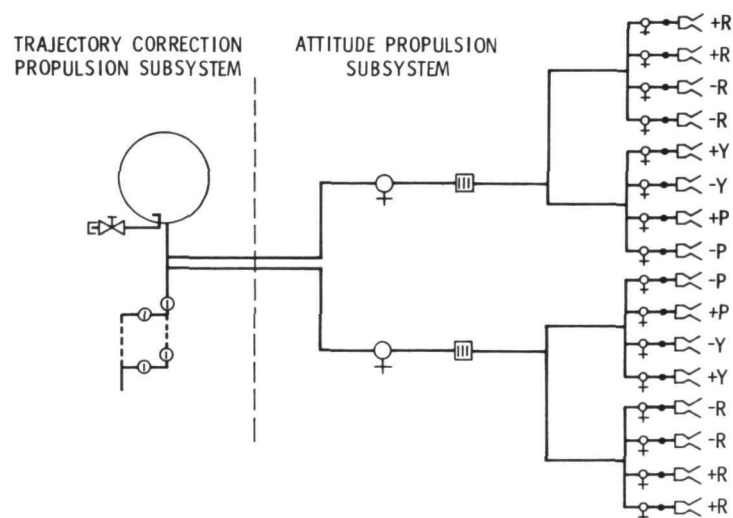 TRAJECTORY CORRECTION
PROPULSION SUBSYSTEM
ATTITUDE PROPULSION
SUBSYSTEM
+R
+R
-R
-R
+Y
-Y
+P
-P
-P
+P
-Y
+Y
-R
-R
+R
+R